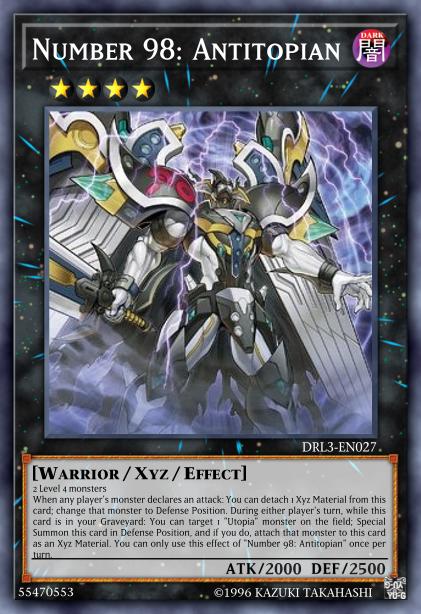 NUMBER 98: ANTITOPIAN
DARK
闇
DRL3-EN027
[WARRIOR / XYZ / EFFECT]
2 Level 4 monsters
When any player's monster declares an attack: You can detach 1 Xyz Material from this
card; change that monster to Defense Position. During either player's turn, while this
card is in your Graveyard: You can target 1 "Utopia" monster on the field; Special
Summon this card in Defense Position, and if you do, attach that monster to this card
as an Xyz Material. You can only use this effect of "Number 98: Antitopian" once per
turn.
ATK/2000 DEF/2500
55470553
©1996 KAZUKI TAKAHASHI